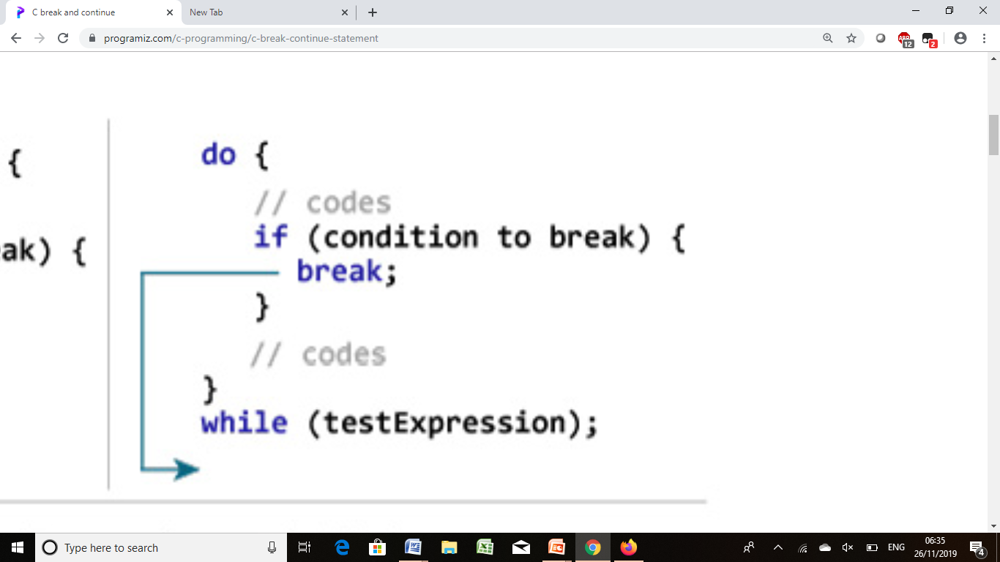 C break and continue
New Tab
programiz.com/c-programming/c-break-continue-statement
ABP
12
2
{
ak) {
do {
// codes
if (condition to break) {
break;
}
// codes
}
while (testExpression);
Type here to search
ENG
06:35
26/11/2019
4